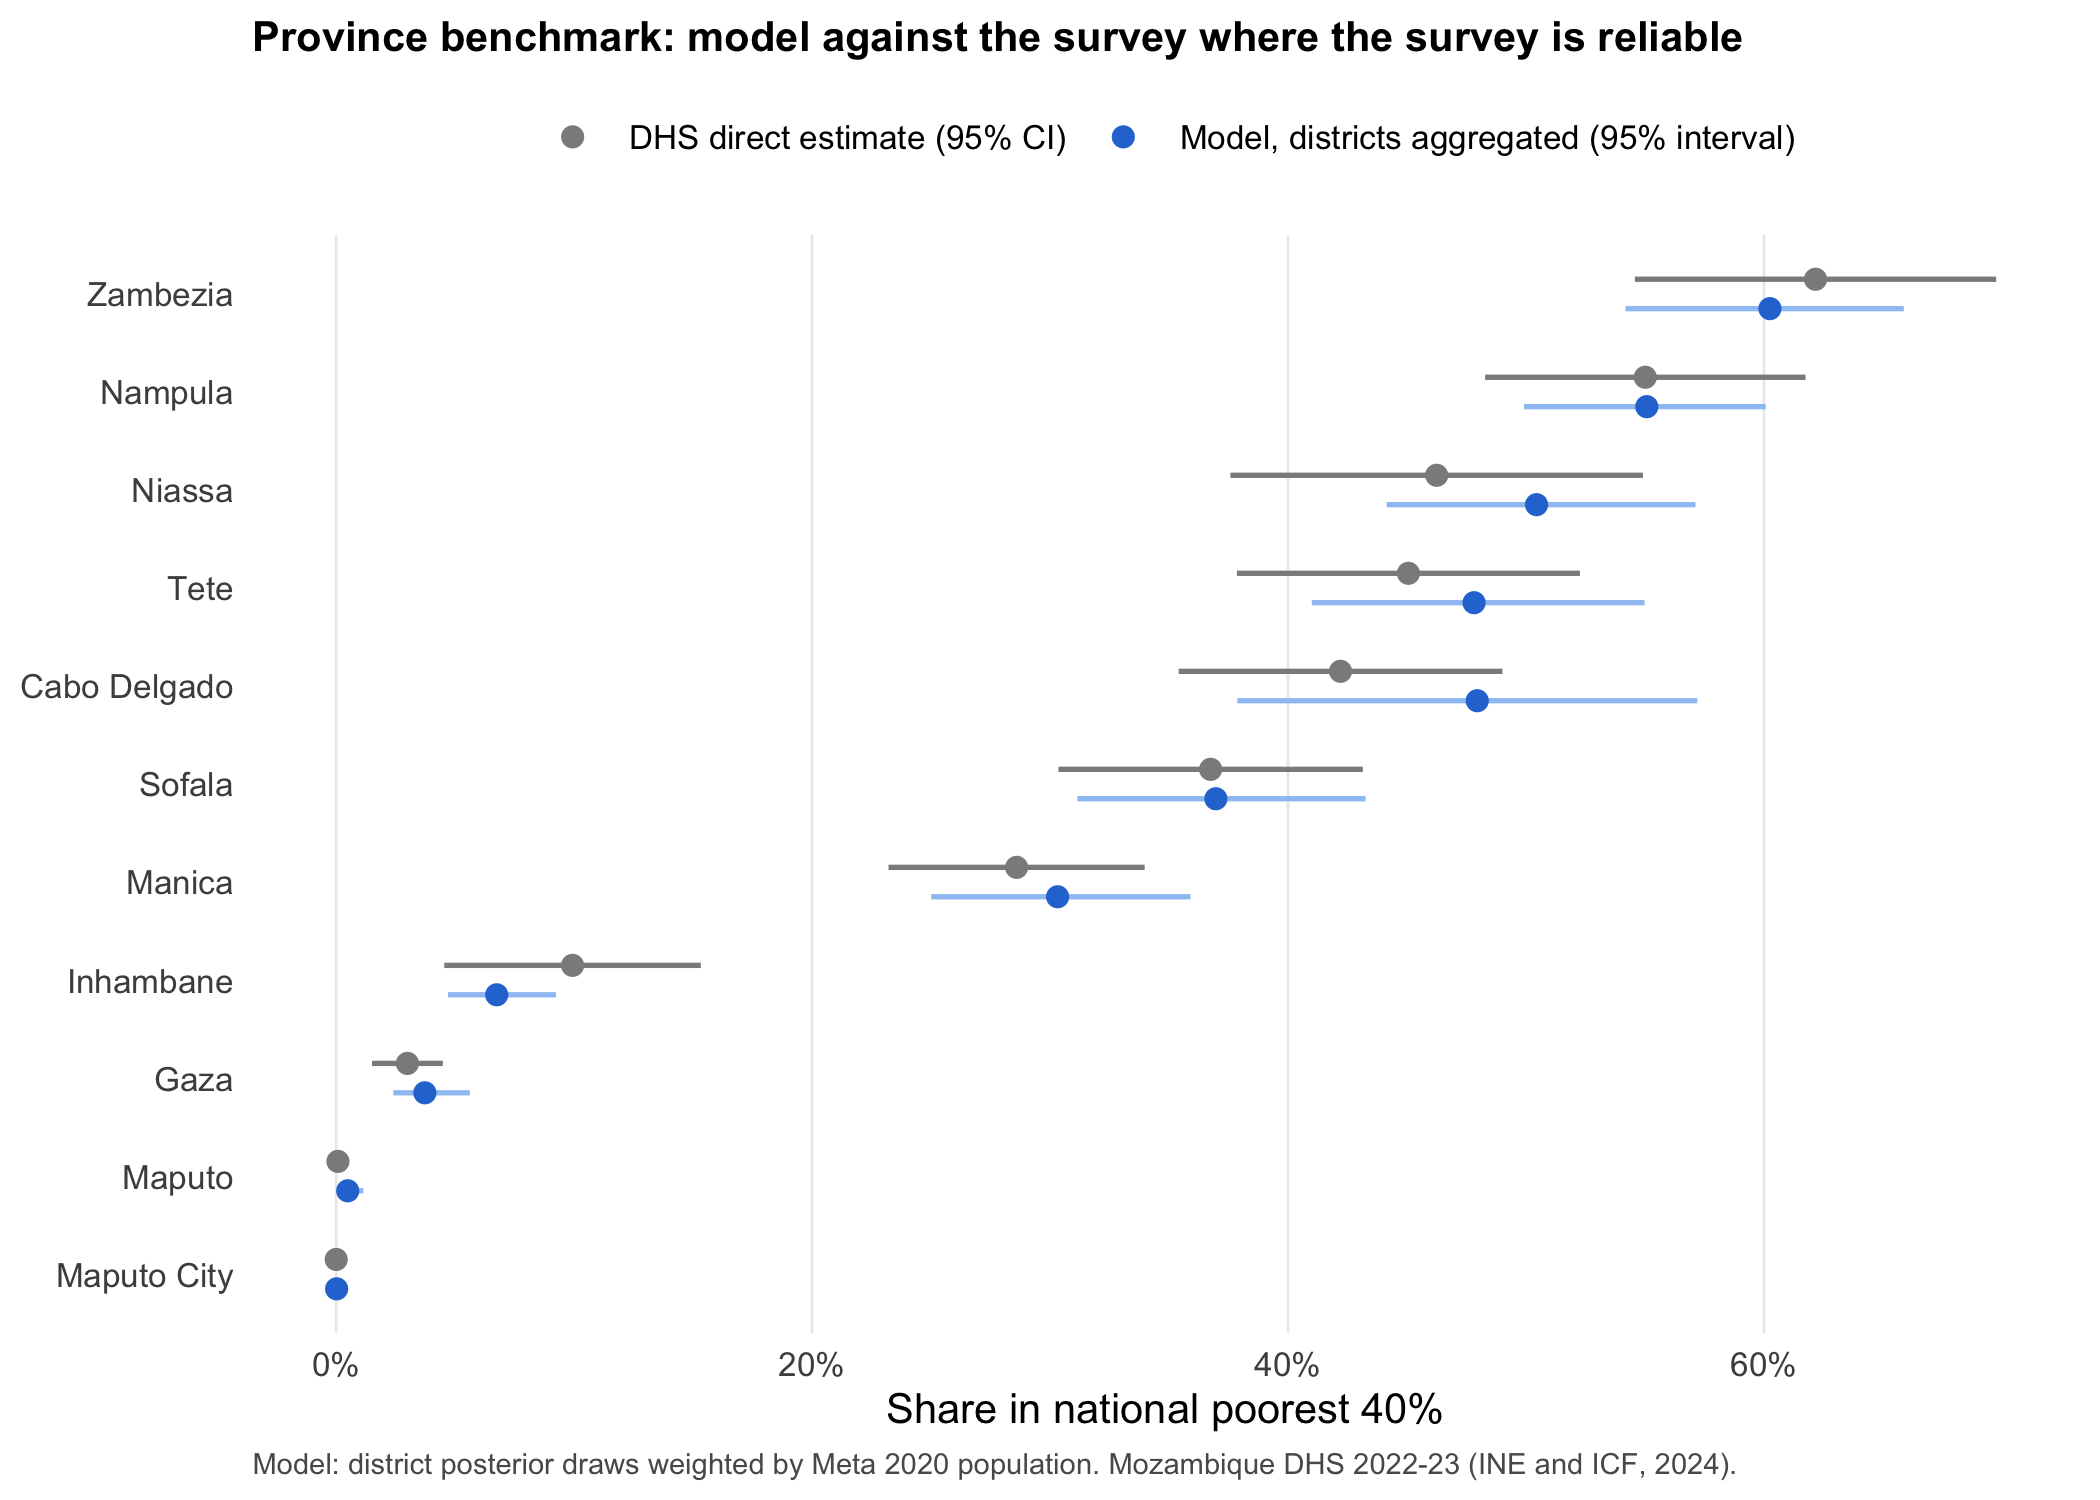 Province benchmark: model against the survey where the survey is reliable
DHS direct estimate (95% CI)
Model, districts aggregated (95% interval)
Zambezia
Nampula
Niassa
Tete
Cabo Delgado
Sofala
Manica
Inhambane
Gaza
Maputo
Maputo City
0%
20%
40%
60%
Share in national poorest 40%
Model: district posterior draws weighted by Meta 2020 population. Mozambique DHS 2022-23 (INE and ICF, 2024).